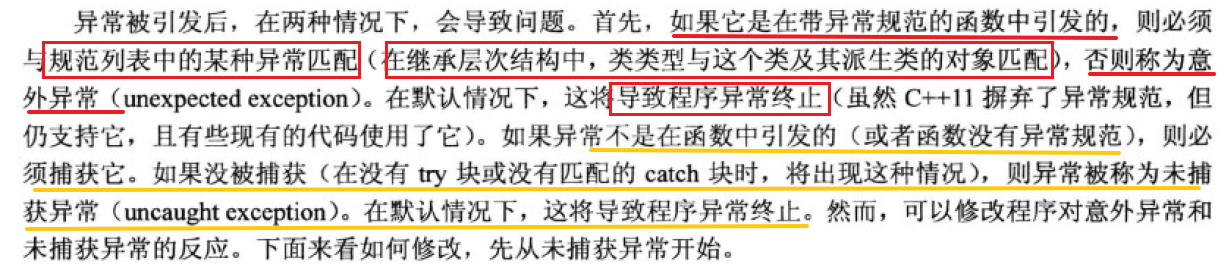 异常被引发后，在两种情况下，会导致问题。首先，如果它是在带异常规范的函数中引发的，则必须
与规范列表中的某种异常匹配（在继承层次结构中，类类型与这个类及其派生类的对象匹配），否则称为意
外异常（unexpected exception）。在默认情况下，这将导致程序异常终止（虽然 C++11 摒弃了异常规范，但
仍支持它，且有些现有的代码使用了它）。如果异常不是在函数中引发的（或者函数没有异常规范），则必
须捕获它。如果没被捕获（在没有 try 块或没有匹配的 catch 块时，将出现这种情况），则异常被称为未捕
获异常（uncaught exception）。在默认情况下，这将导致程序异常终止。然而，可以修改程序对意外异常和
未捕获异常的反应。下面来看如何修改，先从未捕获异常开始。